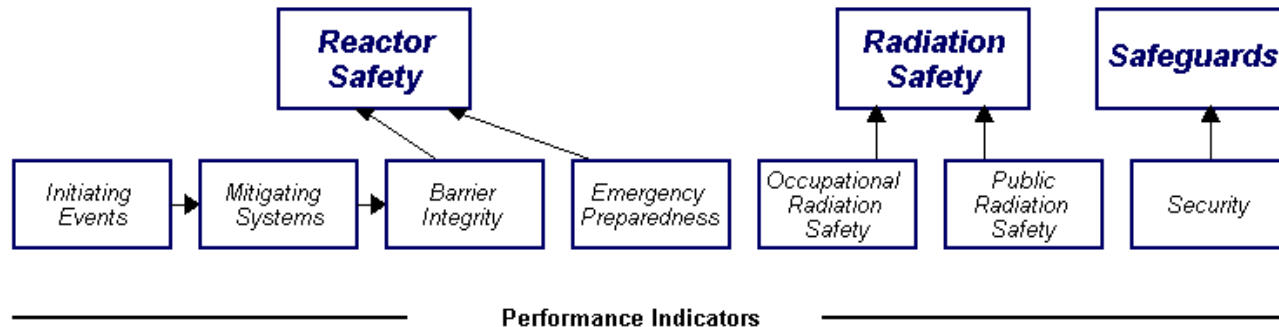 Reactor
Safety
Radiation
Safety
Safeguards
Initiating
Events
Mitigating
Systems
Barrier
Integrity
Emergency
Preparedness
Occupational
Radiation
Safety
Public
Radiation
Safety
Security
Performance Indicators